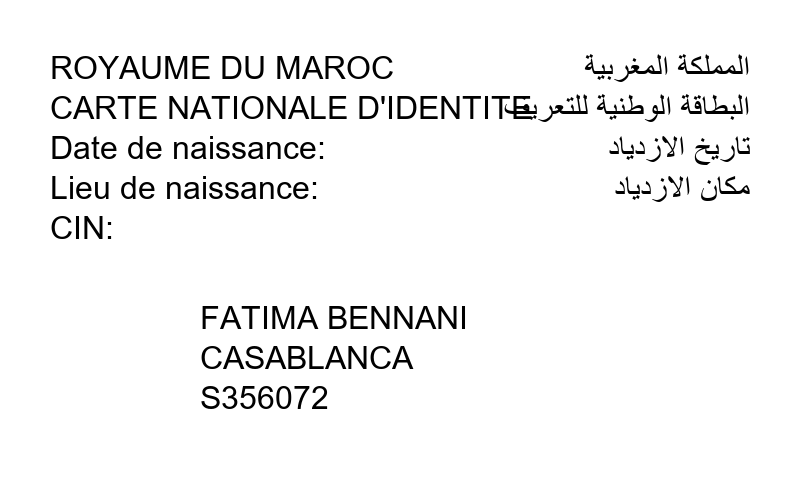 ROYAUME DU MAROC المملكة المغربية
CARTE NATIONALE D'IDENTITE البطاقة الوطنية للتعريف
Date de naissance: تاريخ الازدياد
Lieu de naissance: مكان الازدياد
CIN:
FATIMA BENNANI
CASABLANCA
S356072